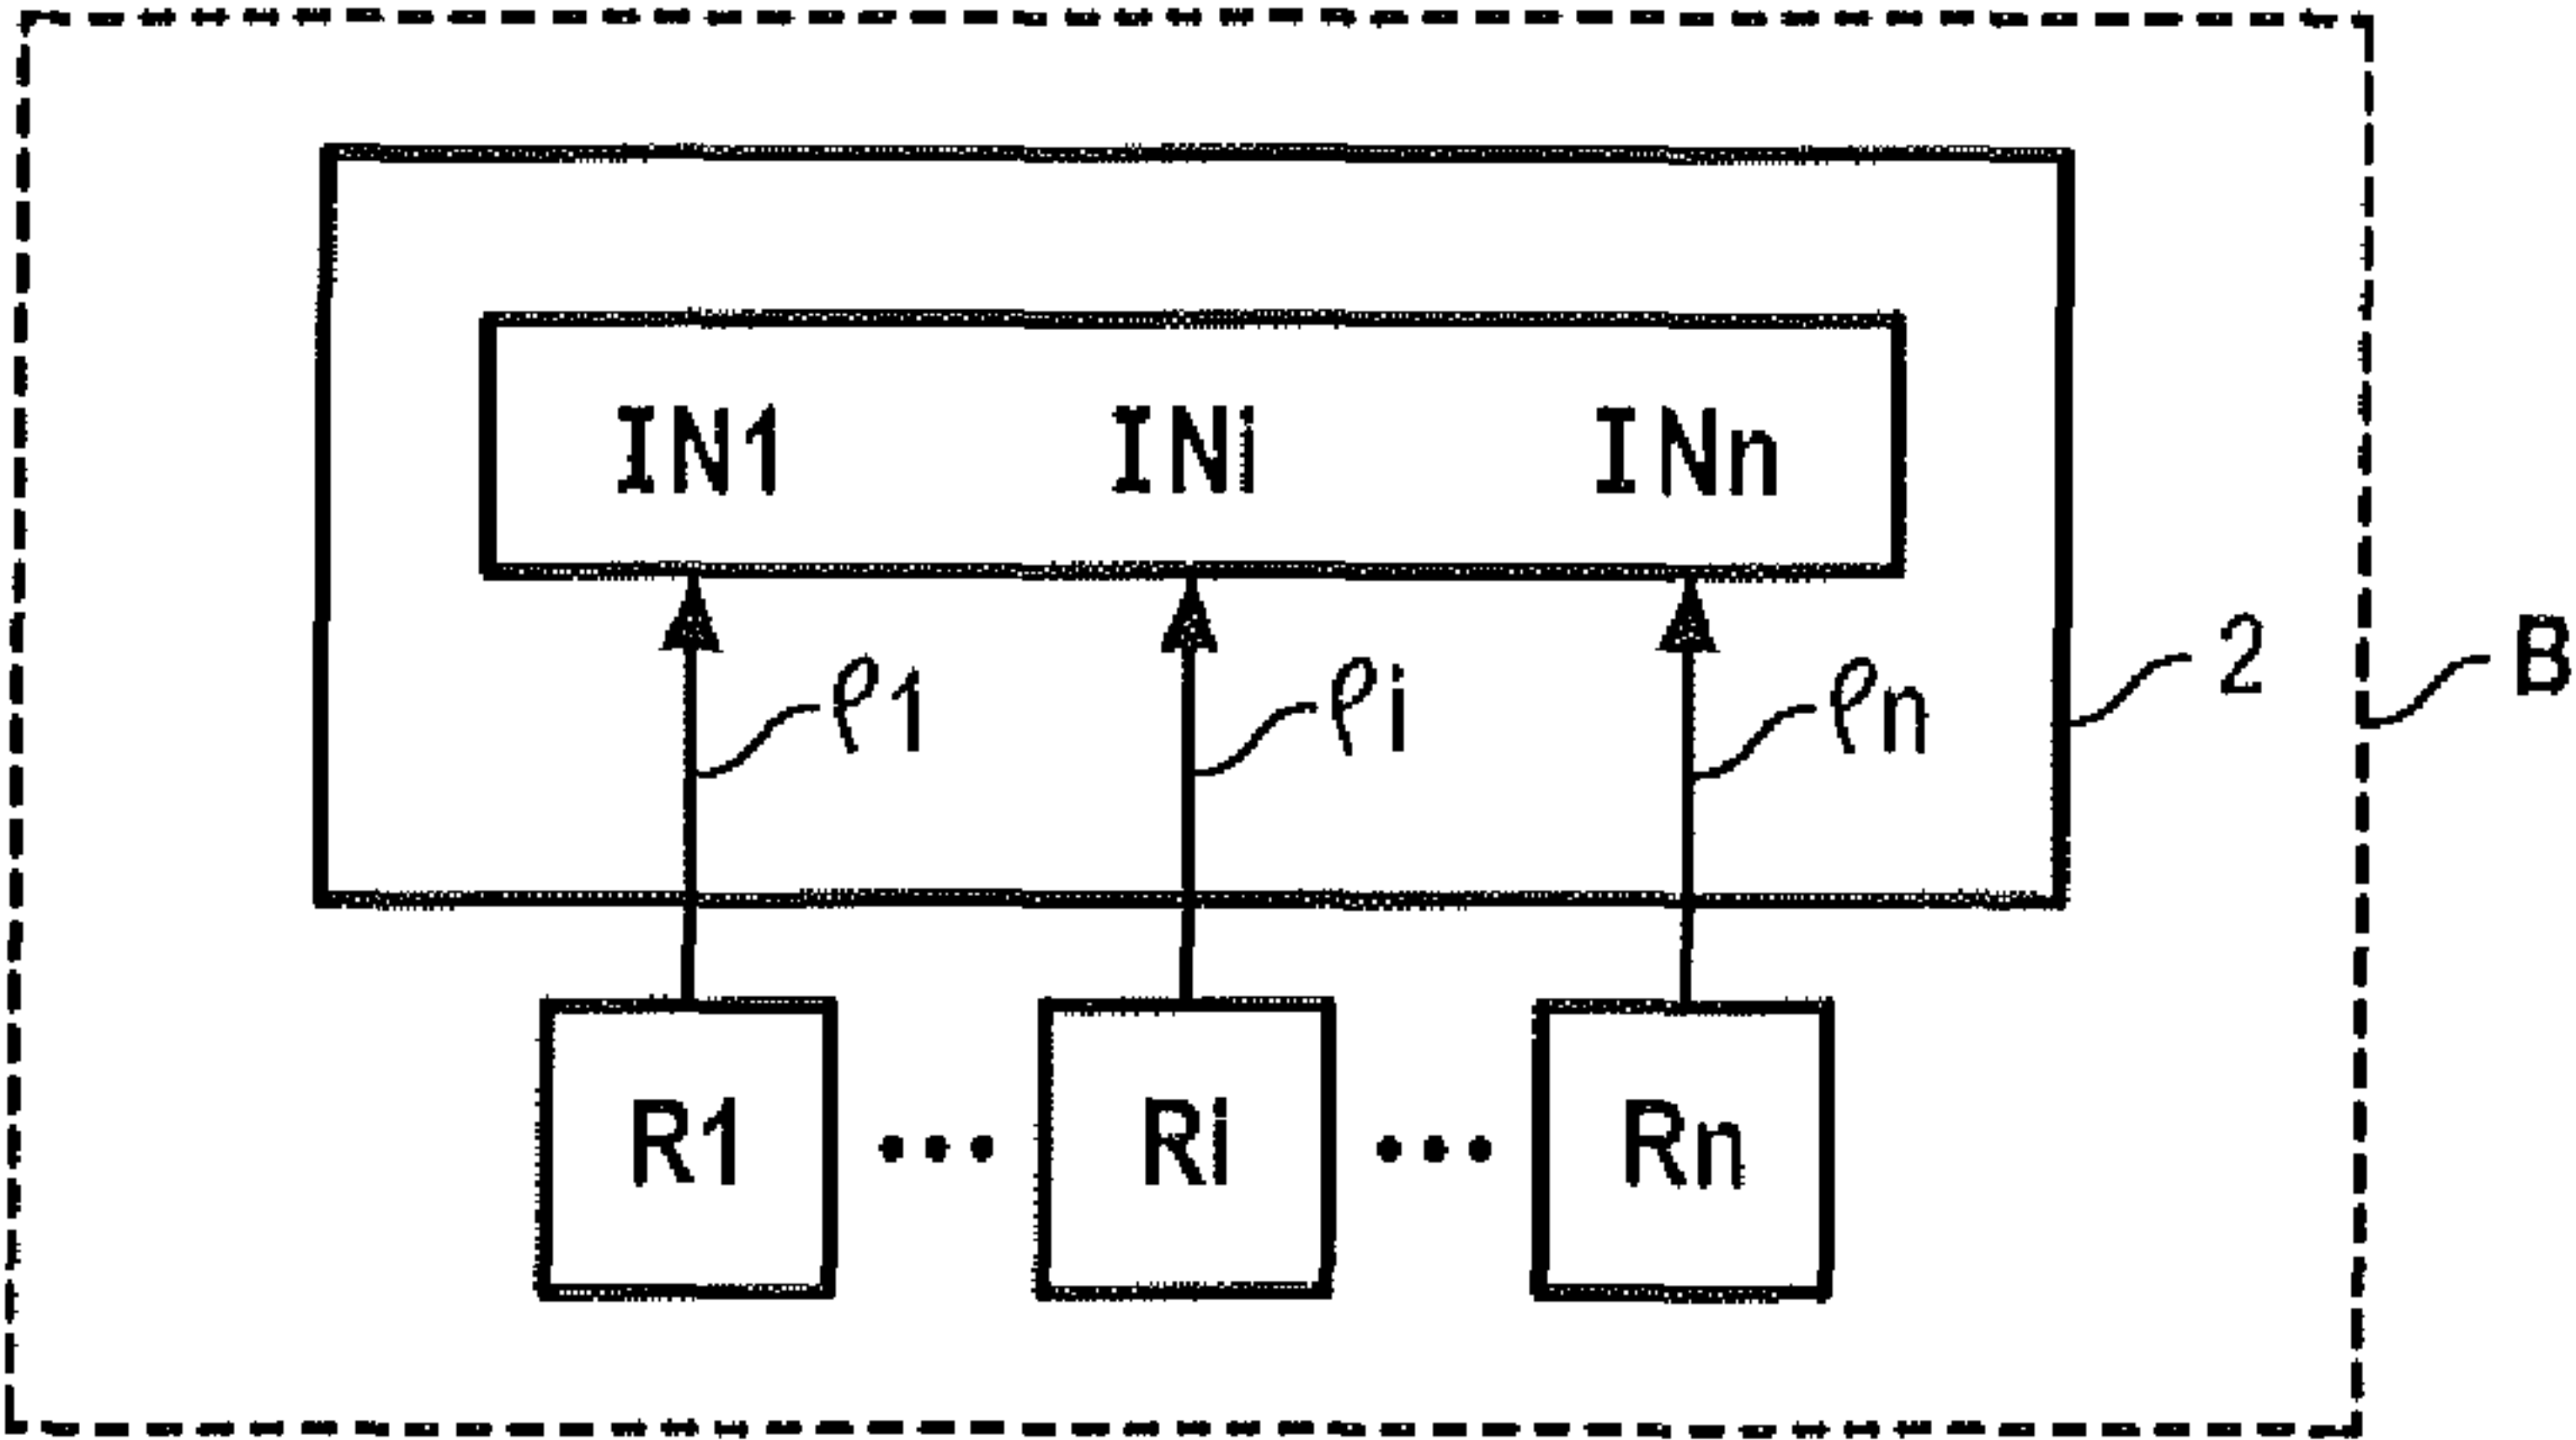 IN1 INi INn
ℓ1 ℓi ℓn 2 B
R1 ••• Ri ••• Rn